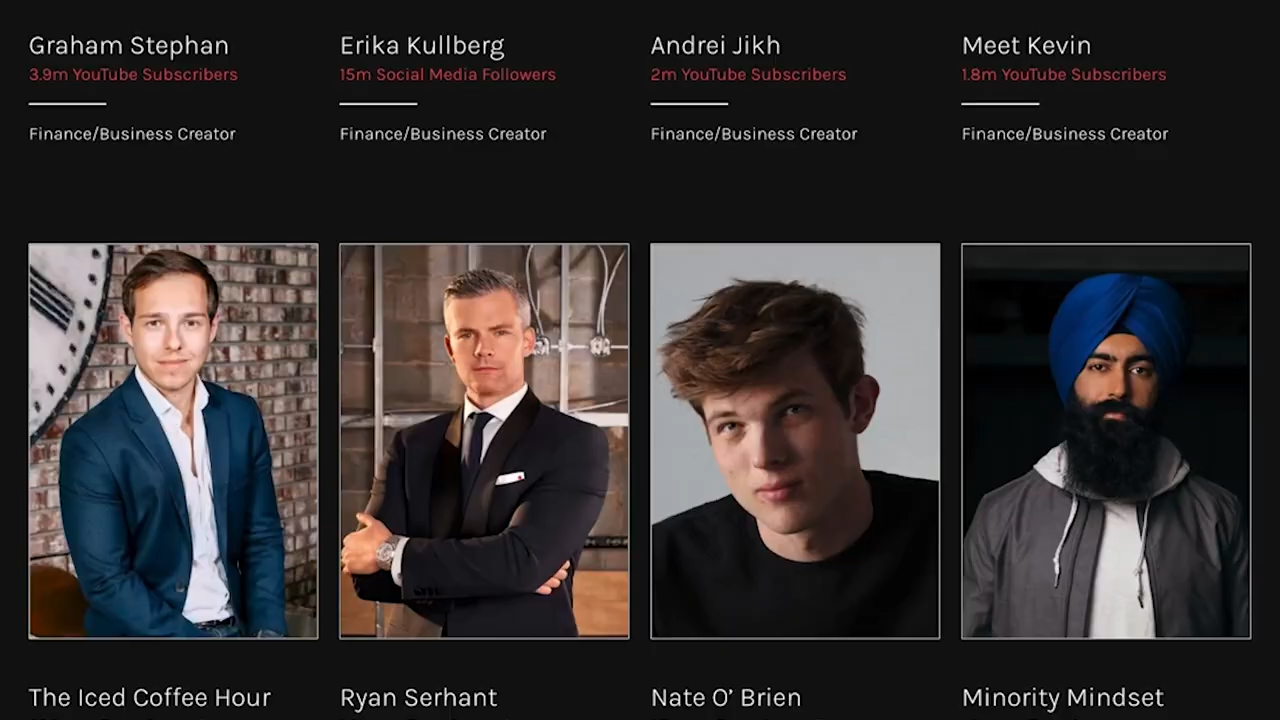 Graham Stephan
3.9m YouTube Subscribers
Finance/Business Creator
Erika Kullberg
15m Social Media Followers
Finance/Business Creator
Andrei Jikh
2m YouTube Subscribers
Finance/Business Creator
Meet Kevin
1.8m YouTube Subscribers
Finance/Business Creator
The Iced Coffee Hour
Ryan Serhant
Nate O’ Brien
Minority Mindset